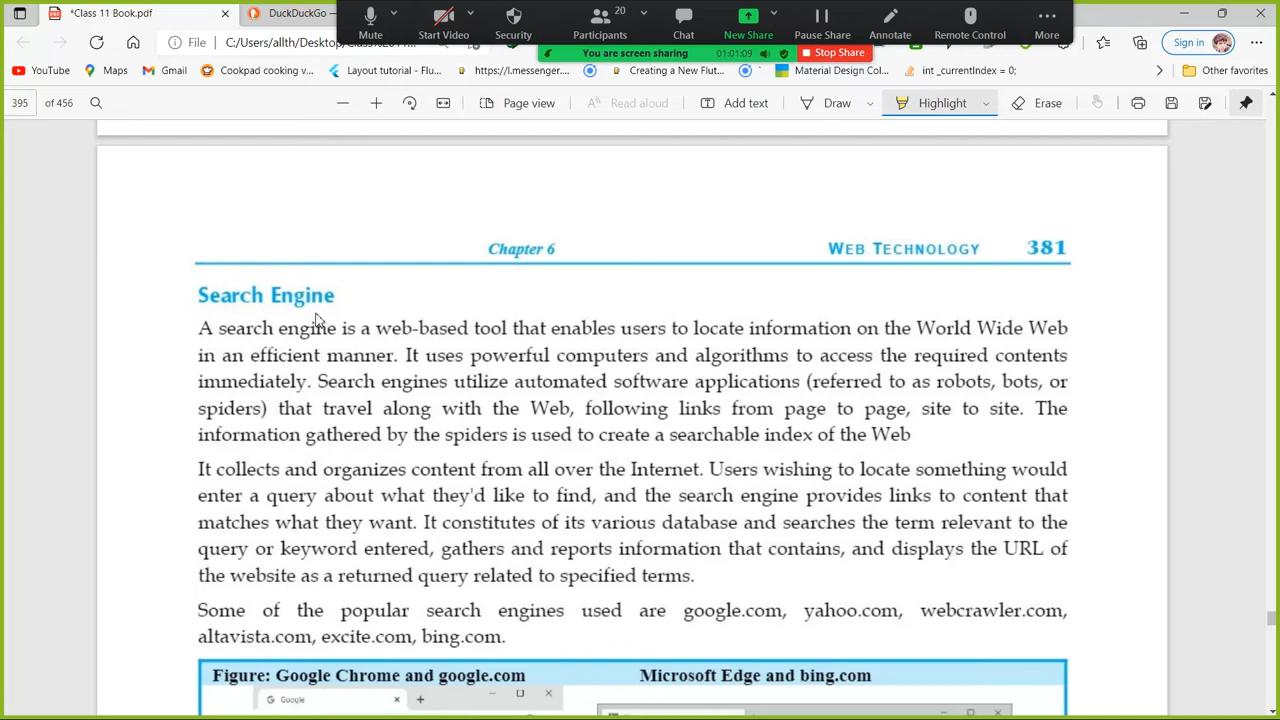 *Class 11 Book.pdf
DuckDuckGo
Mute
Start Video
Security
20
Participants
Chat
New Share
Pause Share
Annotate
Remote Control
More
You are screen sharing
01:01:09
Stop Share
File
C:/Users/allth/Desktop/
Sign in
YouTube
Maps
Gmail
Cookpad cooking v...
Layout tutorial - Flu...
https://l.messenger...
Creating a New Flut...
Material Design Col...
int _currentIndex = 0;
Other favorites
395
of 456
Page view
Read aloud
Add text
Draw
Highlight
Erase
Chapter 6
WEB TECHNOLOGY
381
Search Engine
A search engine is a web-based tool that enables users to locate information on the World Wide Web
in an efficient manner. It uses powerful computers and algorithms to access the required contents
immediately. Search engines utilize automated software applications (referred to as robots, bots, or
spiders) that travel along with the Web, following links from page to page, site to site. The
information gathered by the spiders is used to create a searchable index of the Web
It collects and organizes content from all over the Internet. Users wishing to locate something would
enter a query about what they'd like to find, and the search engine provides links to content that
matches what they want. It constitutes of its various database and searches the term relevant to the
query or keyword entered, gathers and reports information that contains, and displays the URL of
the website as a returned query related to specified terms.
Some of the popular search engines used are google.com, yahoo.com, webcrawler.com,
altavista.com, excite.com, bing.com.
Figure: Google Chrome and google.com
Microsoft Edge and bing.com
Google